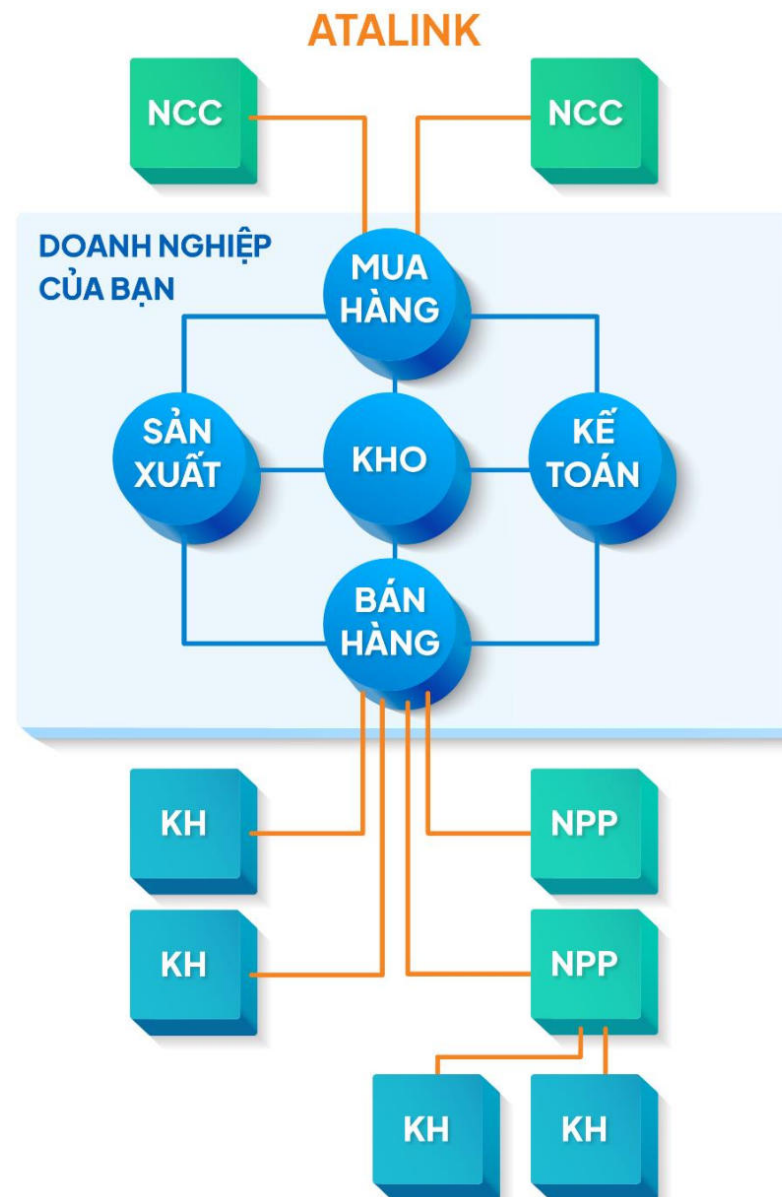 ATALINK
NCC
NCC
DOANH NGHIỆP
CỦA BẠN
MUA
HÀNG
SẢN
XUẤT
KHO
KẾ
TOÁN
BÁN
HÀNG
KH
NPP
KH
NPP
KH
KH